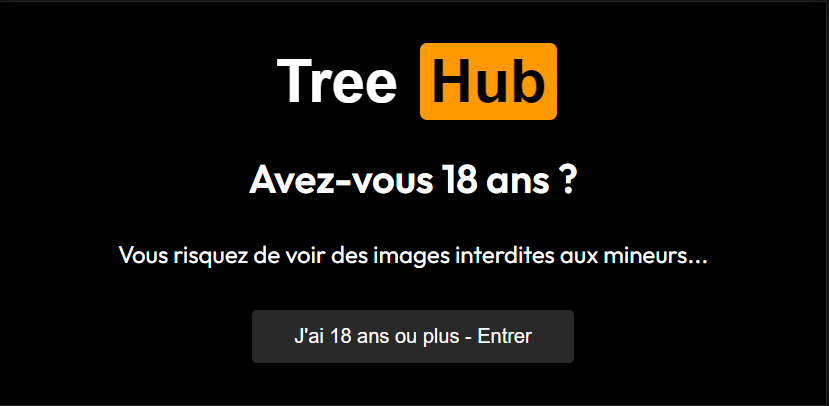 Tree Hub
Avez-vous 18 ans ?
Vous risquez de voir des images interdites aux mineurs...
J'ai 18 ans ou plus - Entrer